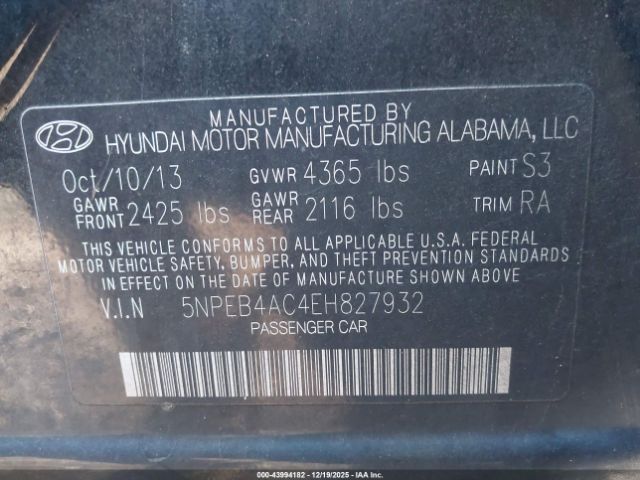 MANUFACTURED BY
HYUNDAI MOTOR MANUFACTURING ALABAMA, LLC
Oct/10/13 GVWR 4365 lbs PAINT S3
GAWR FRONT 2425 lbs GAWR REAR 2116 lbs TRIM RA
THIS VEHICLE CONFORMS TO ALL APPLICABLE U.S.A. FEDERAL
MOTOR VEHICLE SAFETY, BUMPER, AND THEFT PREVENTION STANDARDS
IN EFFECT ON THE DATE OF MANUFACTURE SHOWN ABOVE
V.I.N 5NPEB4AC4EH827932
PASSENGER CAR
000-43994182 - 12/19/2025 - IAAI.COM